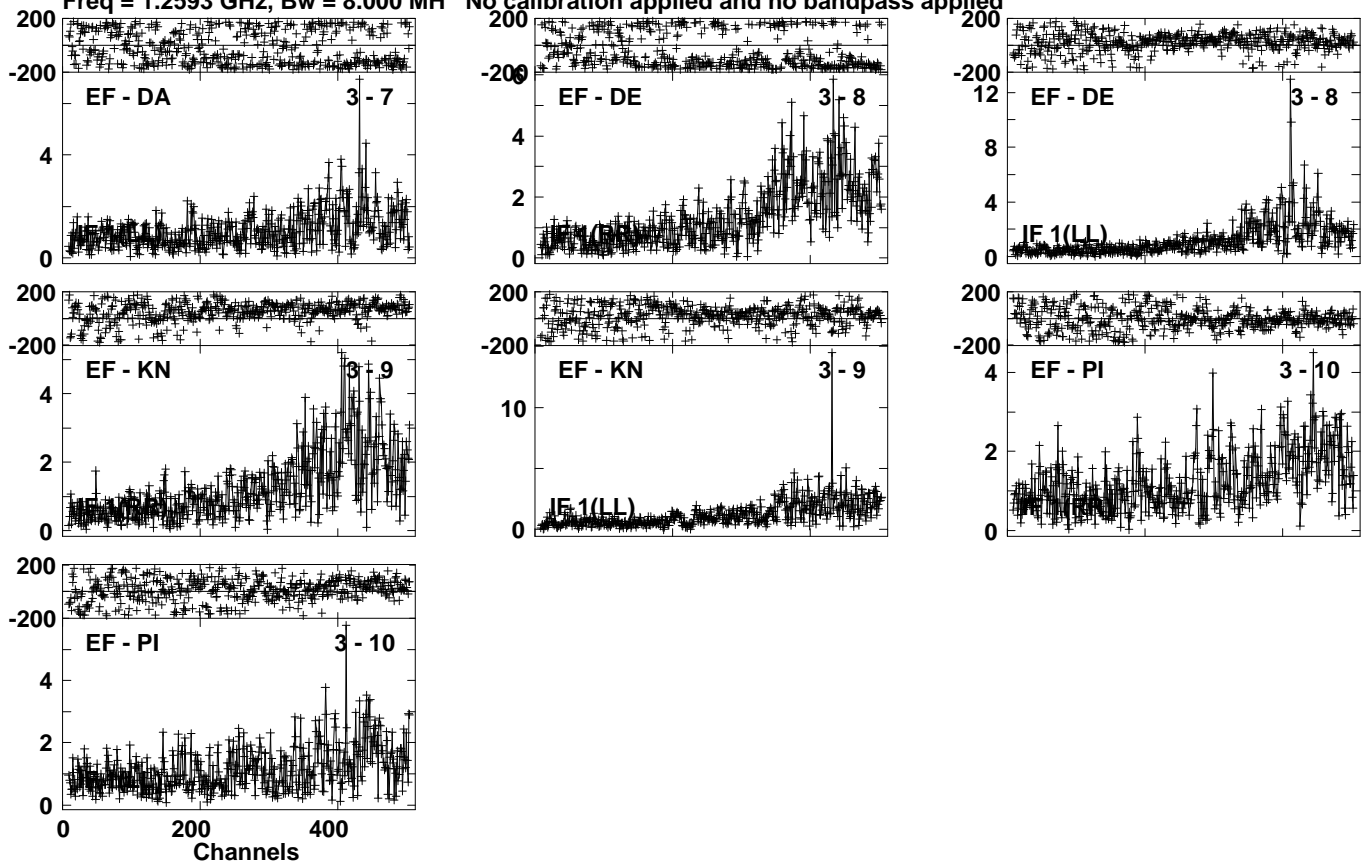 Freq = 1.2593 GHz, Bw = 8.000 MH No calibration applied and no bandpass applied
200
-200
EF - DA
3 - 7
4
0
200
-200
6
EF - DE
3 - 8
4
2
0
200
-200
12
EF - DE
3 - 8
8
4
0
IF 1(LL)
200
-200
EF - KN
3 - 9
4
2
0
200
-200
EF - KN
3 - 9
10
0
IF 1(LL)
200
-200
EF - PI
3 - 10
4
2
0
200
-200
EF - PI
3 - 10
4
2
0
0 200 400
Channels